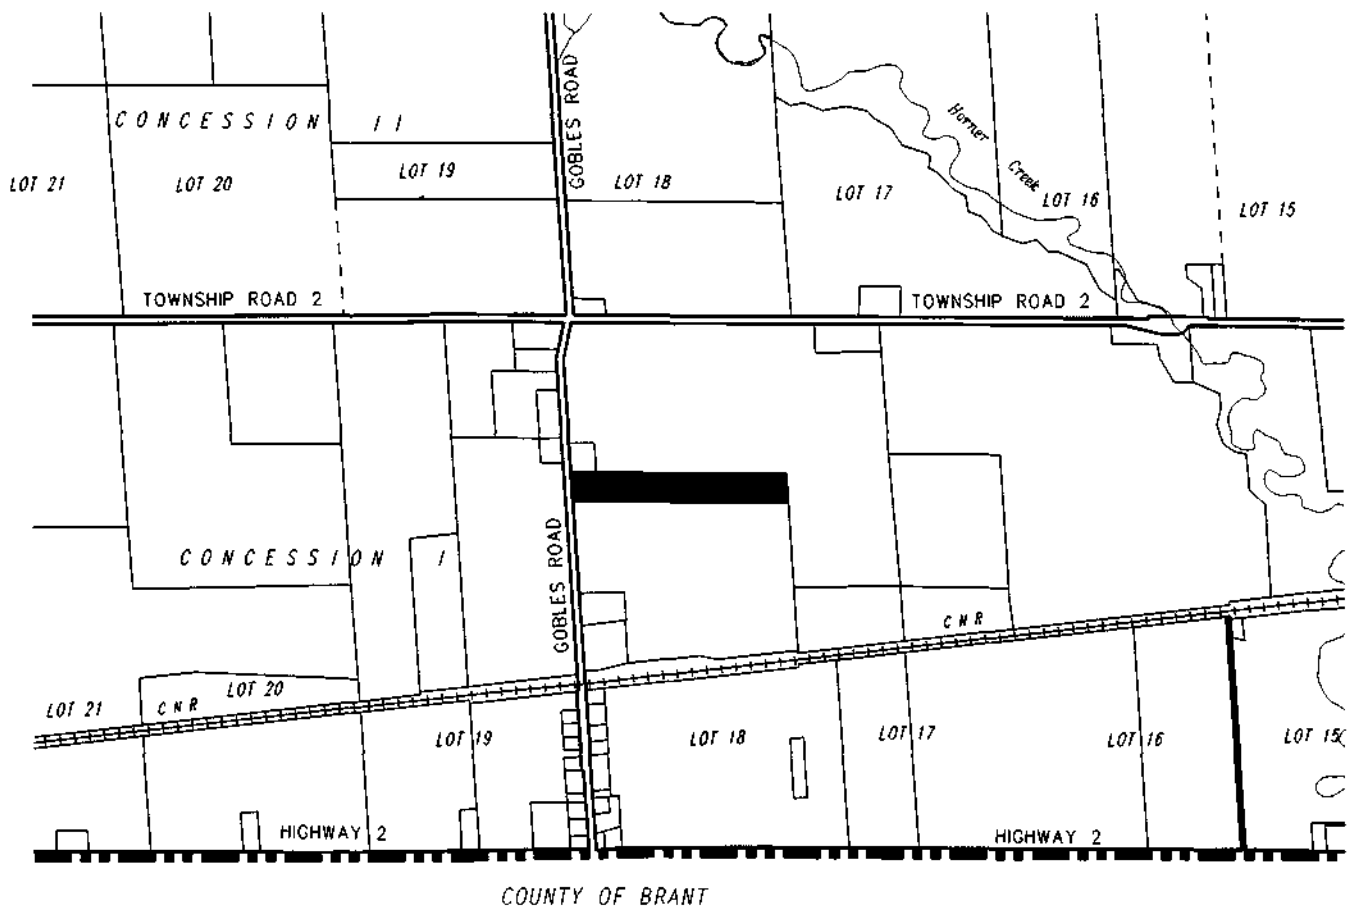 GOBLES ROAD
Horner
Creek
CONCESSION II
LOT 21
LOT 20
LOT 19
LOT 18
LOT 17
LOT 16
LOT 15
TOWNSHIP ROAD 2
TOWNSHIP ROAD 2
CONCESSION I
GOBLES ROAD
CNR
CNR
LOT 21
LOT 20
LOT 19
LOT 18
LOT 17
LOT 16
LOT 15
HIGHWAY 2
HIGHWAY 2
COUNTY OF BRANT